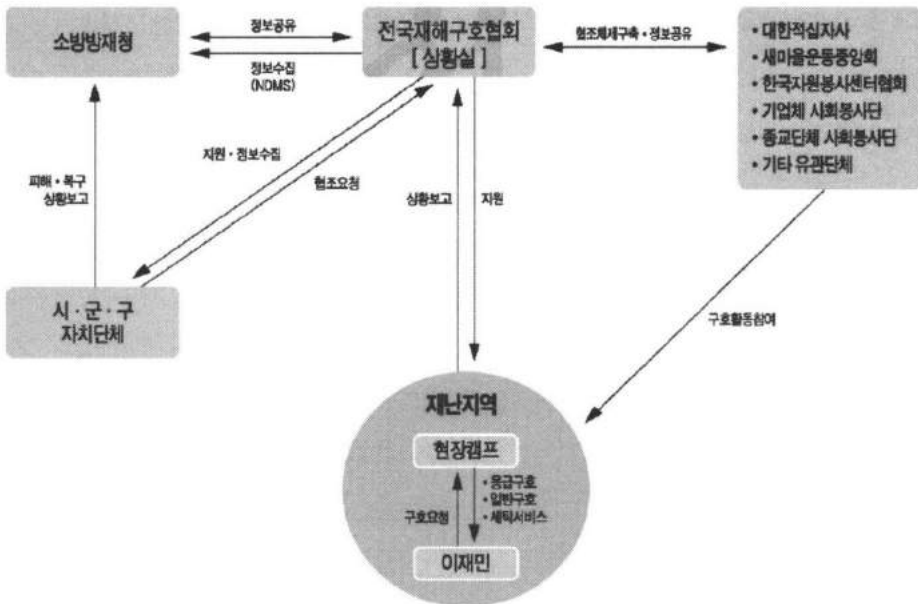 소방방재청
정보공유
정보수집
(NDMS)
전국재해구호협회
[ 상황실 ]
협조체제구축·정보공유
• 대한적십자사
• 새마을운동중앙회
• 한국자원봉사센터협회
• 기업체 사회봉사단
• 종교단체 사회봉사단
• 기타 유관단체
피해·복구
상황보고
지원·정보수집
협조요청
상황보고
지원
시·군·구
자치단체
구호활동참여
재난지역
현장캠프
구호요청
• 응급구호
• 일반구호
• 세탁서비스
이재민